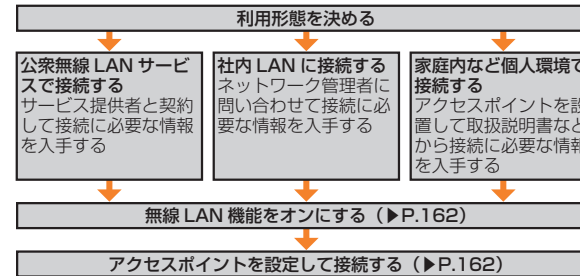 利用形態を決める
公衆無線 LAN サービ
スで接続する
サービス提供者と契約
して接続に必要な情報
を入手する
社内 LAN に接続する
ネットワーク管理者に
問い合わせて接続に必
要な情報を入手する
家庭内など個人環境で
接続する
アクセスポイントを設
置して取扱説明書など
から接続に必要な情報
を入手する
無線 LAN 機能をオンにする（▶P.162）
アクセスポイントを設定して接続する（▶P.162）